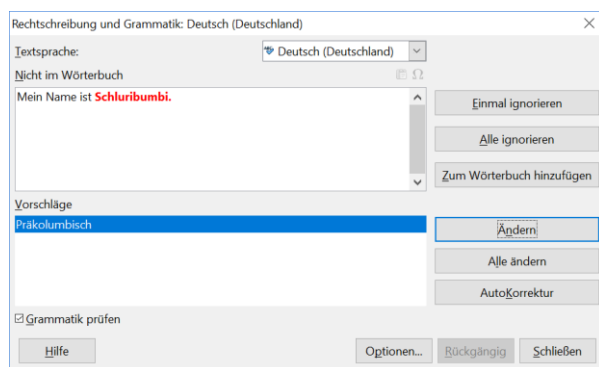 Rechtschreibung und Grammatik: Deutsch (Deutschland)
Textsprache:
Deutsch (Deutschland)
Nicht im Wörterbuch
Mein Name ist Schluribumbi.
Einmal ignorieren
Alle ignorieren
Zum Wörterbuch hinzufügen
Vorschläge
Präkolumbisch
Ändern
Alle ändern
AutoKorrektur
Grammatik prüfen
Hilfe
Optionen...
Rückgängig
Schließen